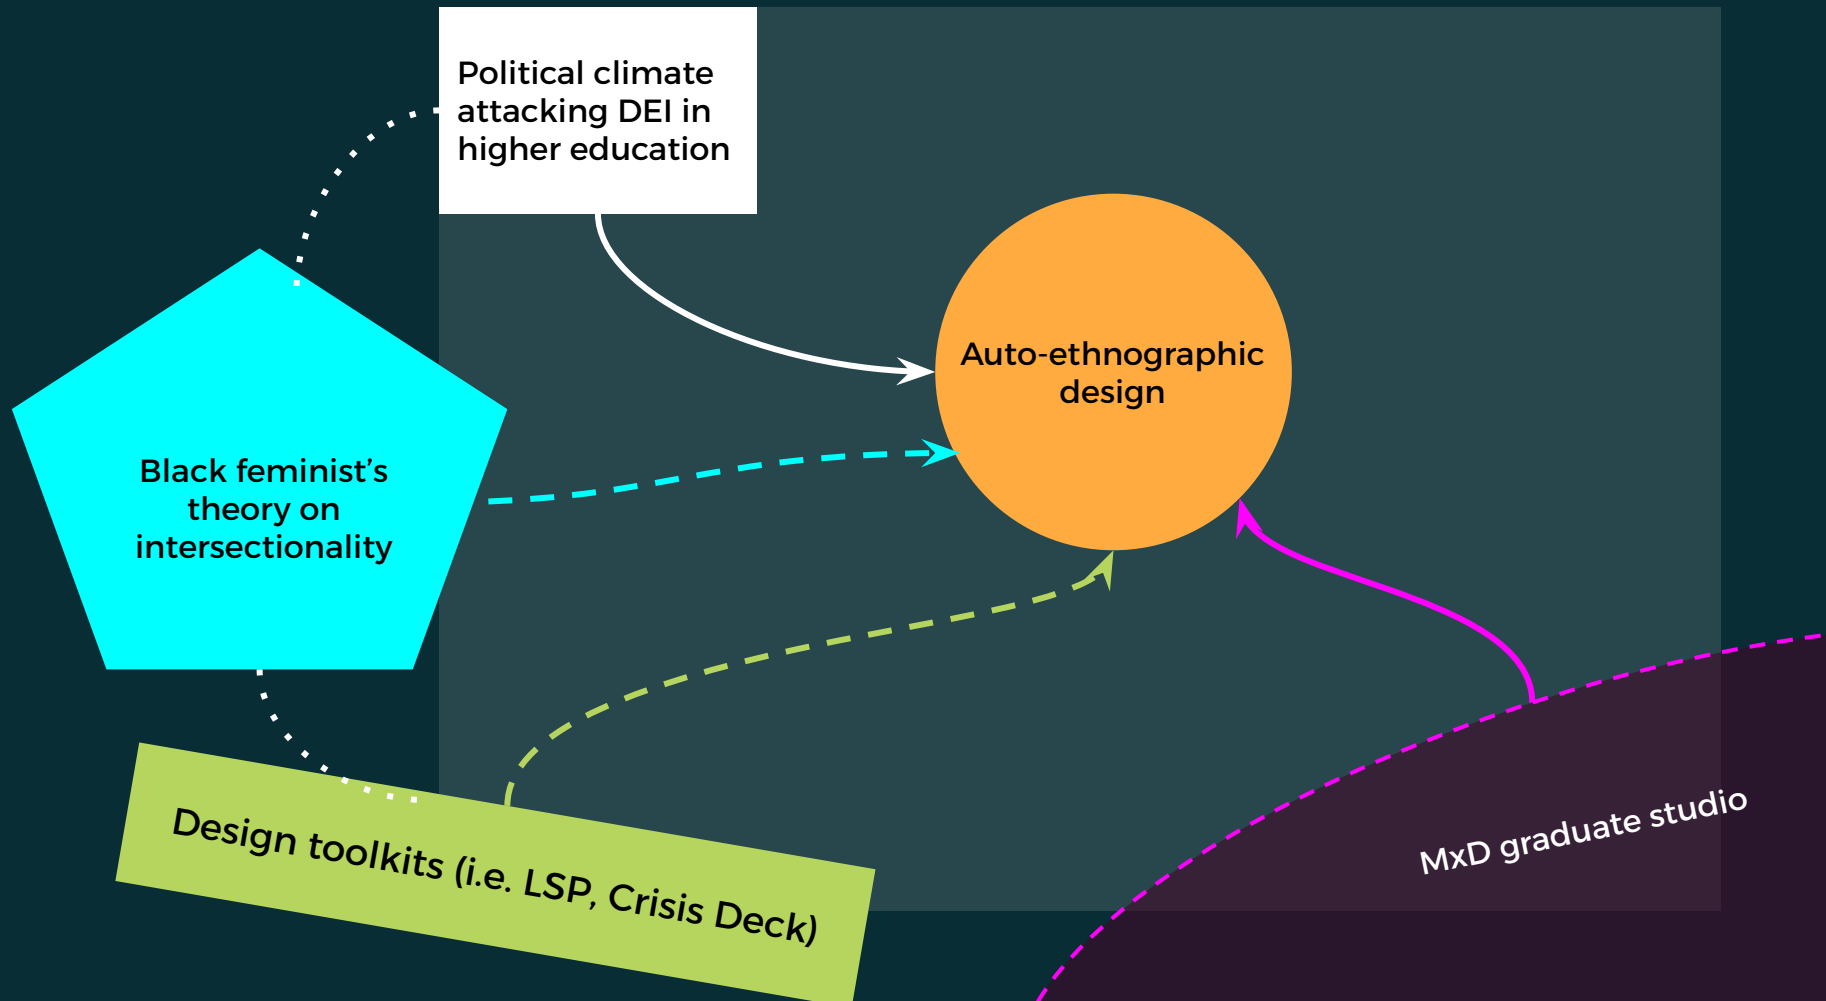 Political climate
attacking DEI in
higher education
Auto-ethnographic
design
Black feminist’s
theory on
intersectionality
Design toolkits (i.e. LSP, Crisis Deck)
MxD graduate studio